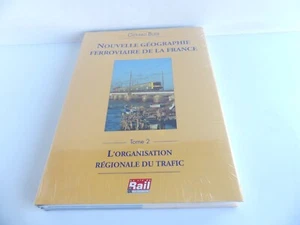 NOUVELLE GÉOGRAPHIE
FERROVIAIRE DE LA FRANCE
Tome 2
L'ORGANISATION
RÉGIONALE DU TRAFIC
Rail